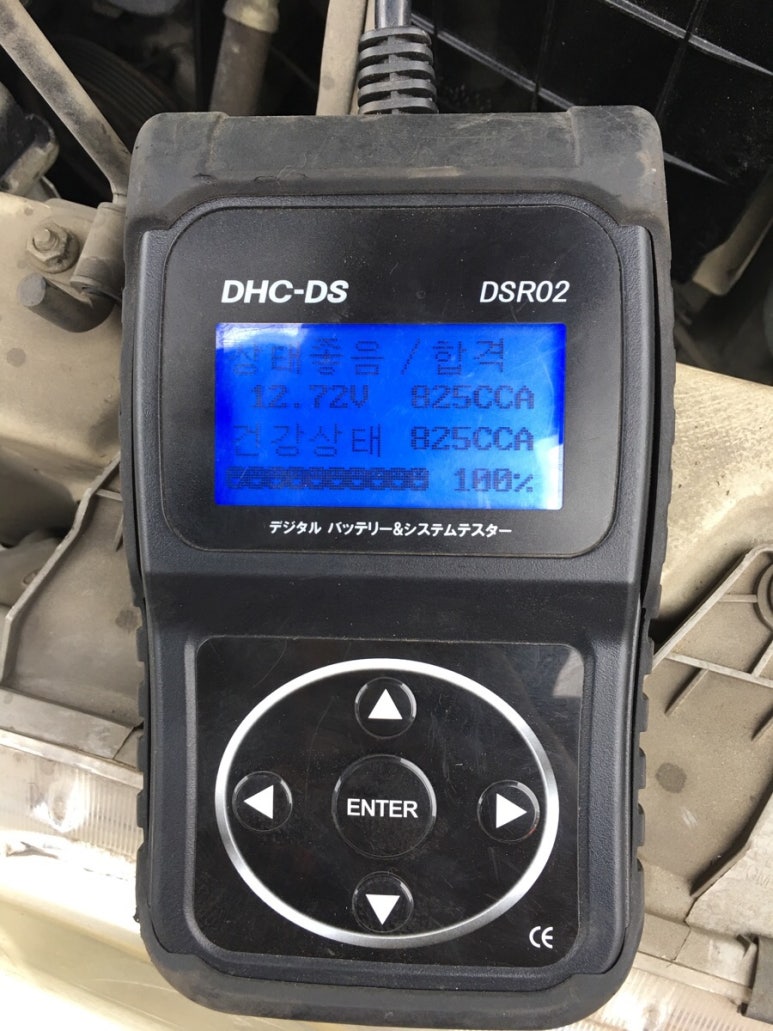 DHC-DS DSR02
상태좋음 / 합격
12.72V 825CCA
건강상태 825CCA
100%
デジタル バッテリー&システムテスター
ENTER
CE